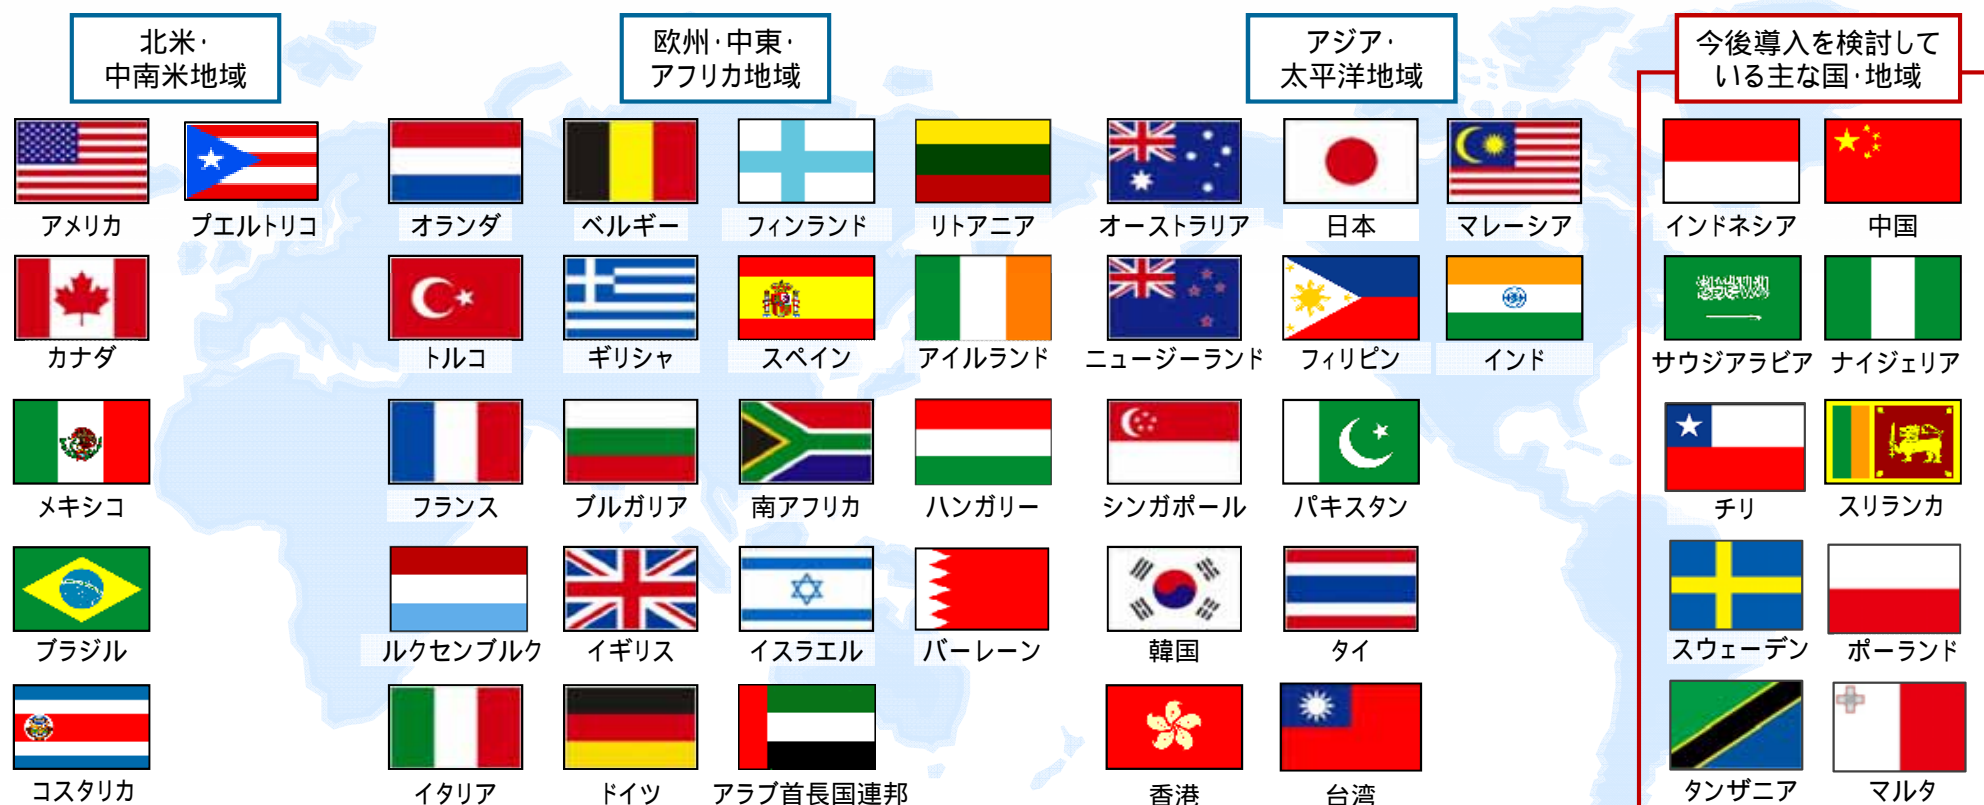 北米・
中南米地域
欧州・中東・
アフリカ地域
アジア・
太平洋地域
今後導入を検討して
いる主な国・地域
アメリカ
プエルトリコ
オランダ
ベルギー
フィンランド
リトアニア
オーストラリア
日本
マレーシア
インドネシア
中国
カナダ
トルコ
ギリシャ
スペイン
アイルランド
ニュージーランド
フィリピン
インド
サウジアラビア
ナイジェリア
メキシコ
フランス
ブルガリア
南アフリカ
ハンガリー
シンガポール
パキスタン
チリ
スリランカ
ブラジル
ルクセンブルク
イギリス
イスラエル
バーレーン
韓国
タイ
スウェーデン
ポーランド
コスタリカ
イタリア
ドイツ
アラブ首長国連邦
香港
台湾
タンザニア
マルタ